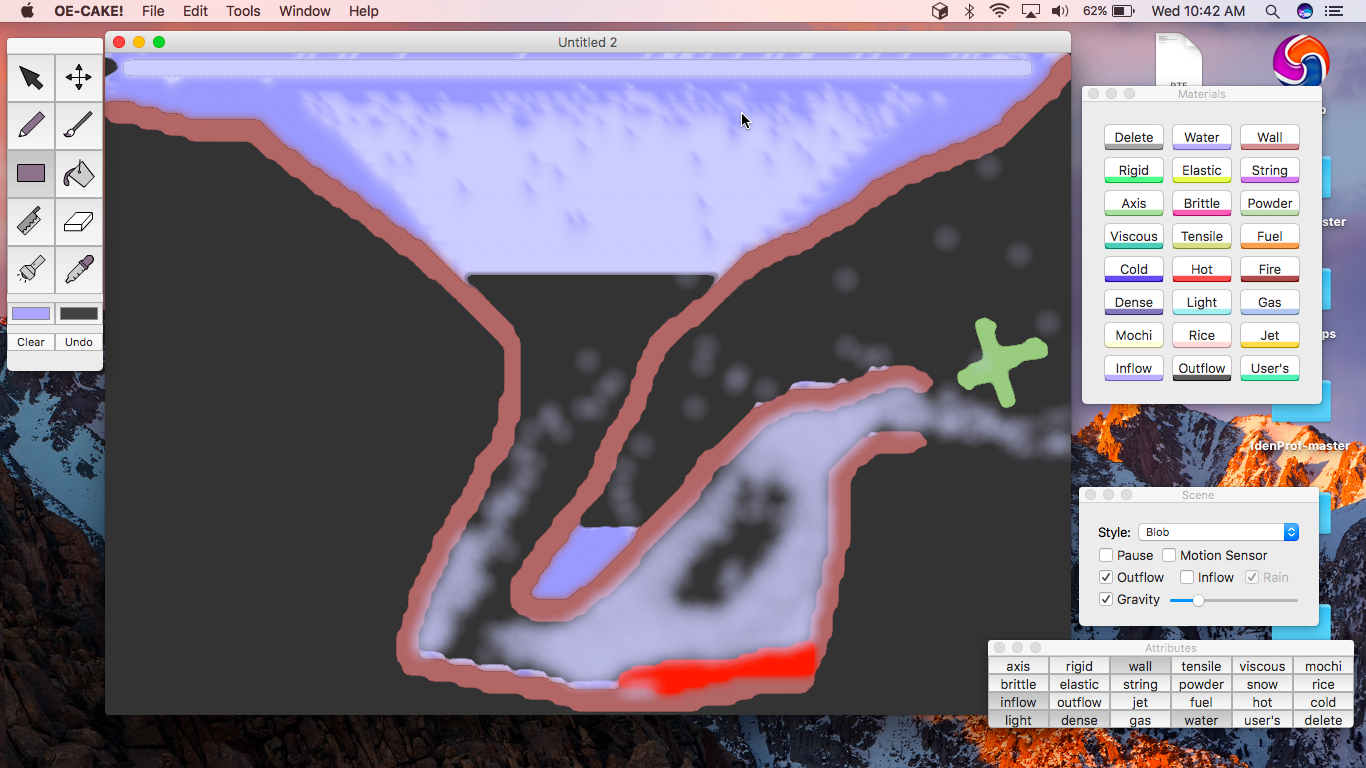 OE-CAKE! File Edit Tools Window Help 62% Wed 10:42 AM
Untitled 2
Clear Undo
Materials
Delete Water Wall
Rigid Elastic String
Axis Brittle Powder
Viscous Tensile Fuel
Cold Hot Fire
Dense Light Gas
Mochi Rice Jet
Inflow Outflow User's
IdenProf-master
Scene
Style: Blob
Pause Motion Sensor
Outflow Inflow Rain
Gravity
Attributes
axis rigid wall tensile viscous mochi
brittle elastic string powder snow rice
inflow outflow jet fuel hot cold
light dense gas water user's delete